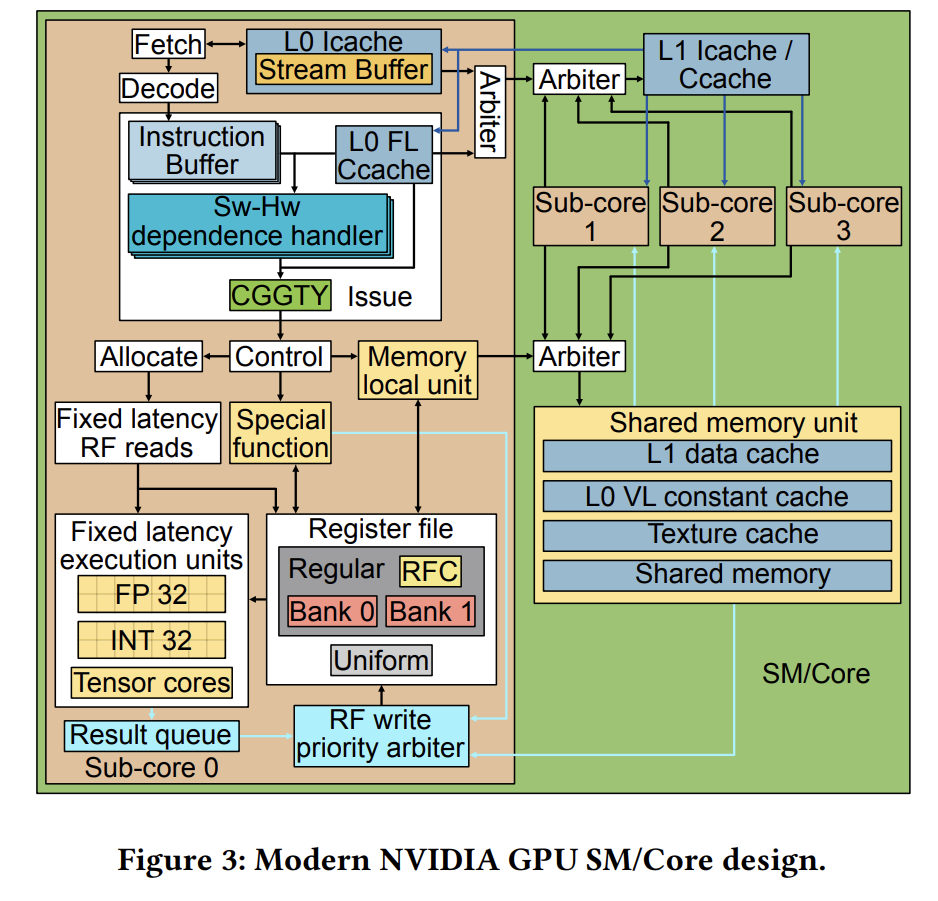 Fetch
L0 Icache
Stream Buffer
Decode
Arbiter
Arbiter
L1 Icache /
Ccache
Instruction
Buffer
L0 FL
Ccache
Sw-Hw
dependence handler
CGGTY
Issue
Sub-core
1
Sub-core
2
Sub-core
3
Allocate
Control
Memory
local unit
Arbiter
Fixed latency
RF reads
Special
function
Shared memory unit
L1 data cache
L0 VL constant cache
Texture cache
Shared memory
Fixed latency
execution units
FP 32
INT 32
Tensor cores
Register file
Regular
RFC
Bank 0
Bank 1
Uniform
SM/Core
Result queue
RF write
priority arbiter
Sub-core 0
Figure 3: Modern NVIDIA GPU SM/Core design.